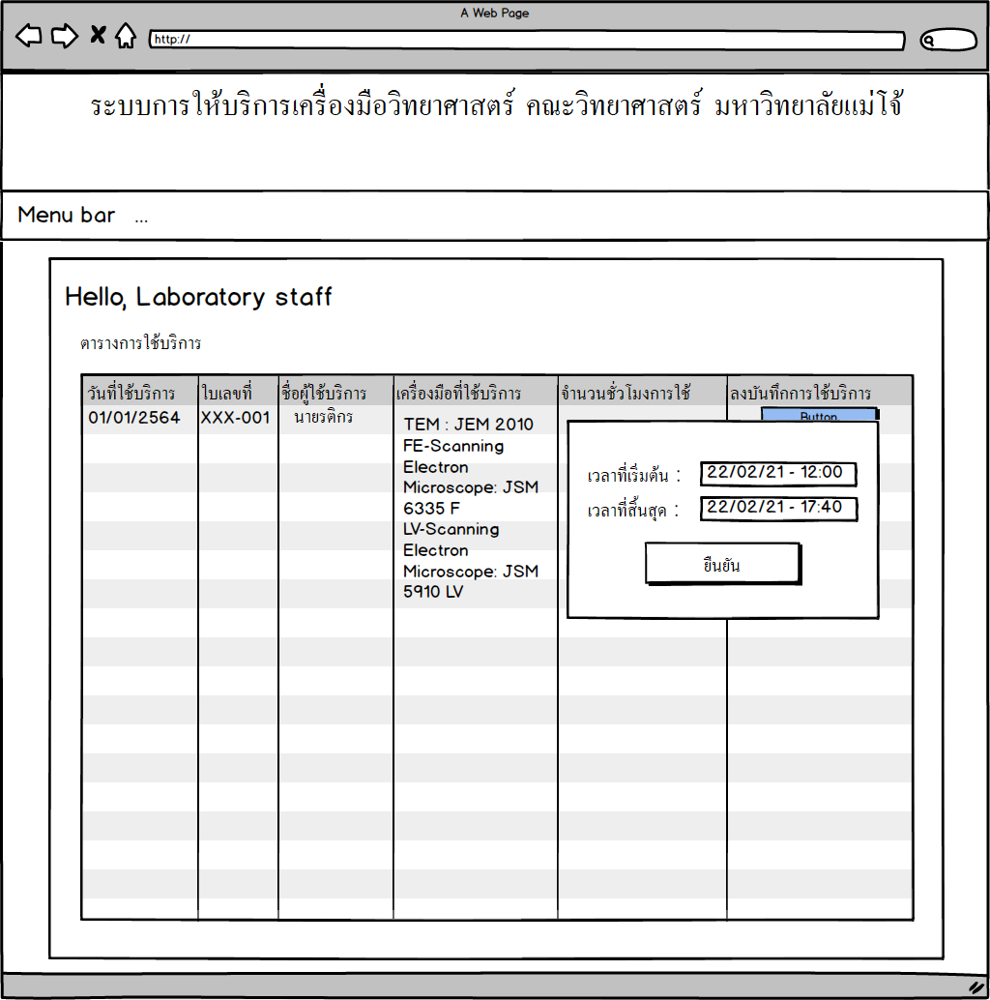 A Web Page
http://
ระบบการให้บริการเครื่องมือวิทยาศาสตร์ คณะวิทยาศาสตร์ มหาวิทยาลัยแม่โจ้
Menu bar ...
Hello, Laboratory staff
ตารางการใช้บริการ
วันที่ใช้บริการ ใบเลขที่ ชื่อผู้ใช้บริการ เครื่องมือที่ใช้บริการ จำนวนชั่วโมงการใช้ ลงบันทึกการใช้บริการ
01/01/2564 XXX-001 นายรติกร
TEM : JEM 2010
FE-Scanning
Electron
Microscope: JSM
6335 F
LV-Scanning
Electron
Microscope: JSM
5910 LV
Button
เวลาที่เริ่มต้น : 22/02/21 - 12:00
เวลาที่สิ้นสุด : 22/02/21 - 17:40
ยืนยัน